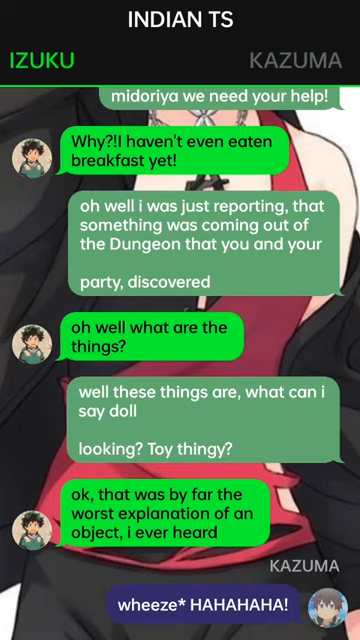 INDIAN TS
IZUKU
KAZUMA
midoriya we need your help!
Why?!I haven't even eaten
breakfast yet!
oh well i was just reporting, that
something was coming out of
the Dungeon that you and your
party, discovered
oh well what are the
things?
well these things are, what can i
say doll
looking? Toy thingy?
ok, that was by far the
worst explanation of an
object, i ever heard
KAZUMA
wheeze* HAHAHAHA!